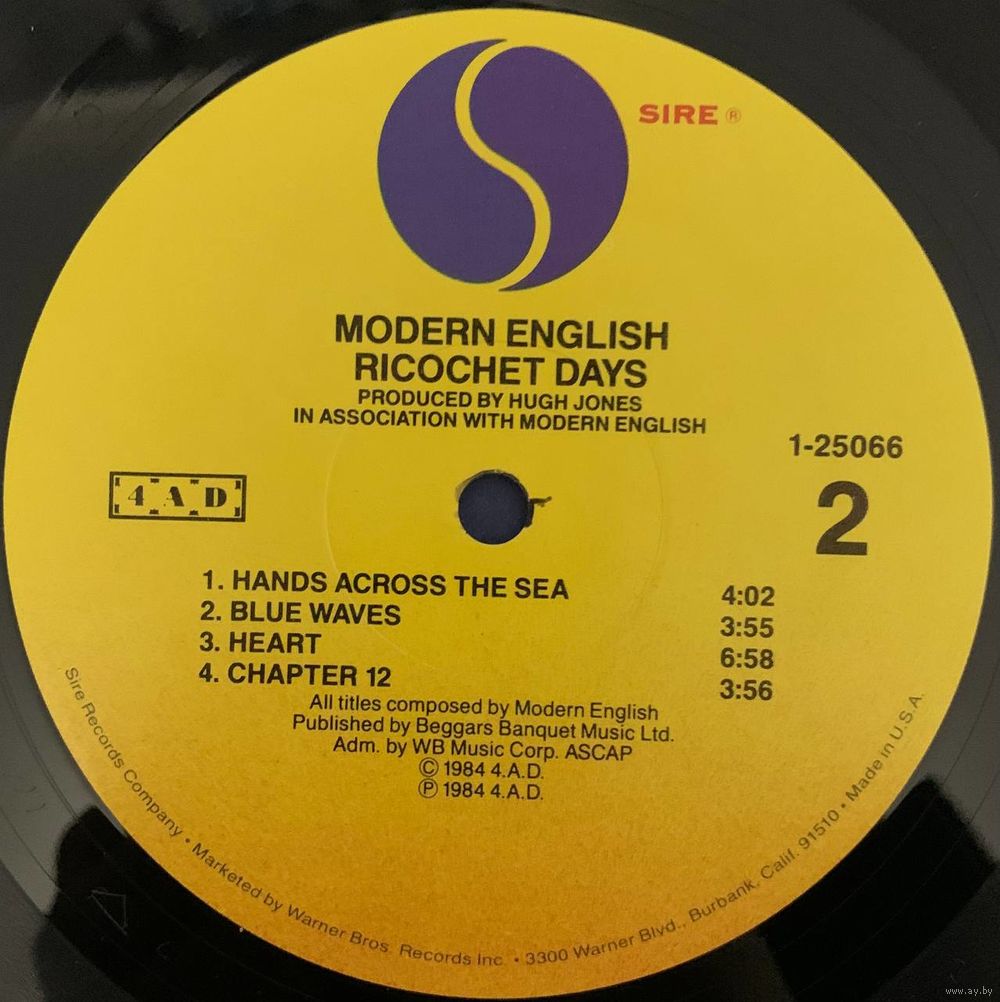 SIRE ®
MODERN ENGLISH
RICOCHET DAYS
PRODUCED BY HUGH JONES
IN ASSOCIATION WITH MODERN ENGLISH
1-25066
4 A D
2
1. HANDS ACROSS THE SEA 4:02
2. BLUE WAVES 3:55
3. HEART 6:58
4. CHAPTER 12 3:56
All titles composed by Modern English
Published by Beggars Banquet Music Ltd.
Adm. by WB Music Corp. ASCAP
© 1984 4.A.D.
℗ 1984 4.A.D.
Sire Records Company • Marketed by Warner Bros. Records Inc. • 3300 Warner Blvd., Burbank, Calif. 91510 • Made in U.S.A.
www.ay.by